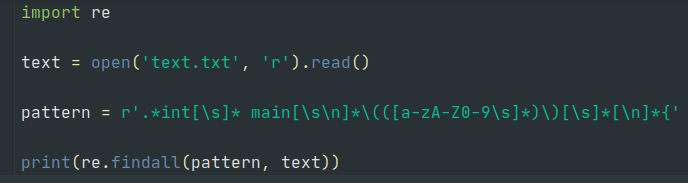 import re
text = open('text.txt', 'r').read()
pattern = r'.*int[\s]* main[\s\n]*\(([a-zA-Z0-9\s]*)\)[\s]*[\n]*{'
print(re.findall(pattern, text))